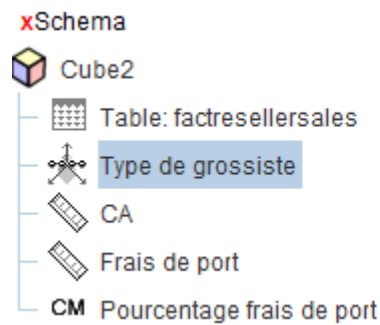 xSchema
Cube2
Table: factresellersales
Type de grossiste
CA
Frais de port
CM Pourcentage frais de port